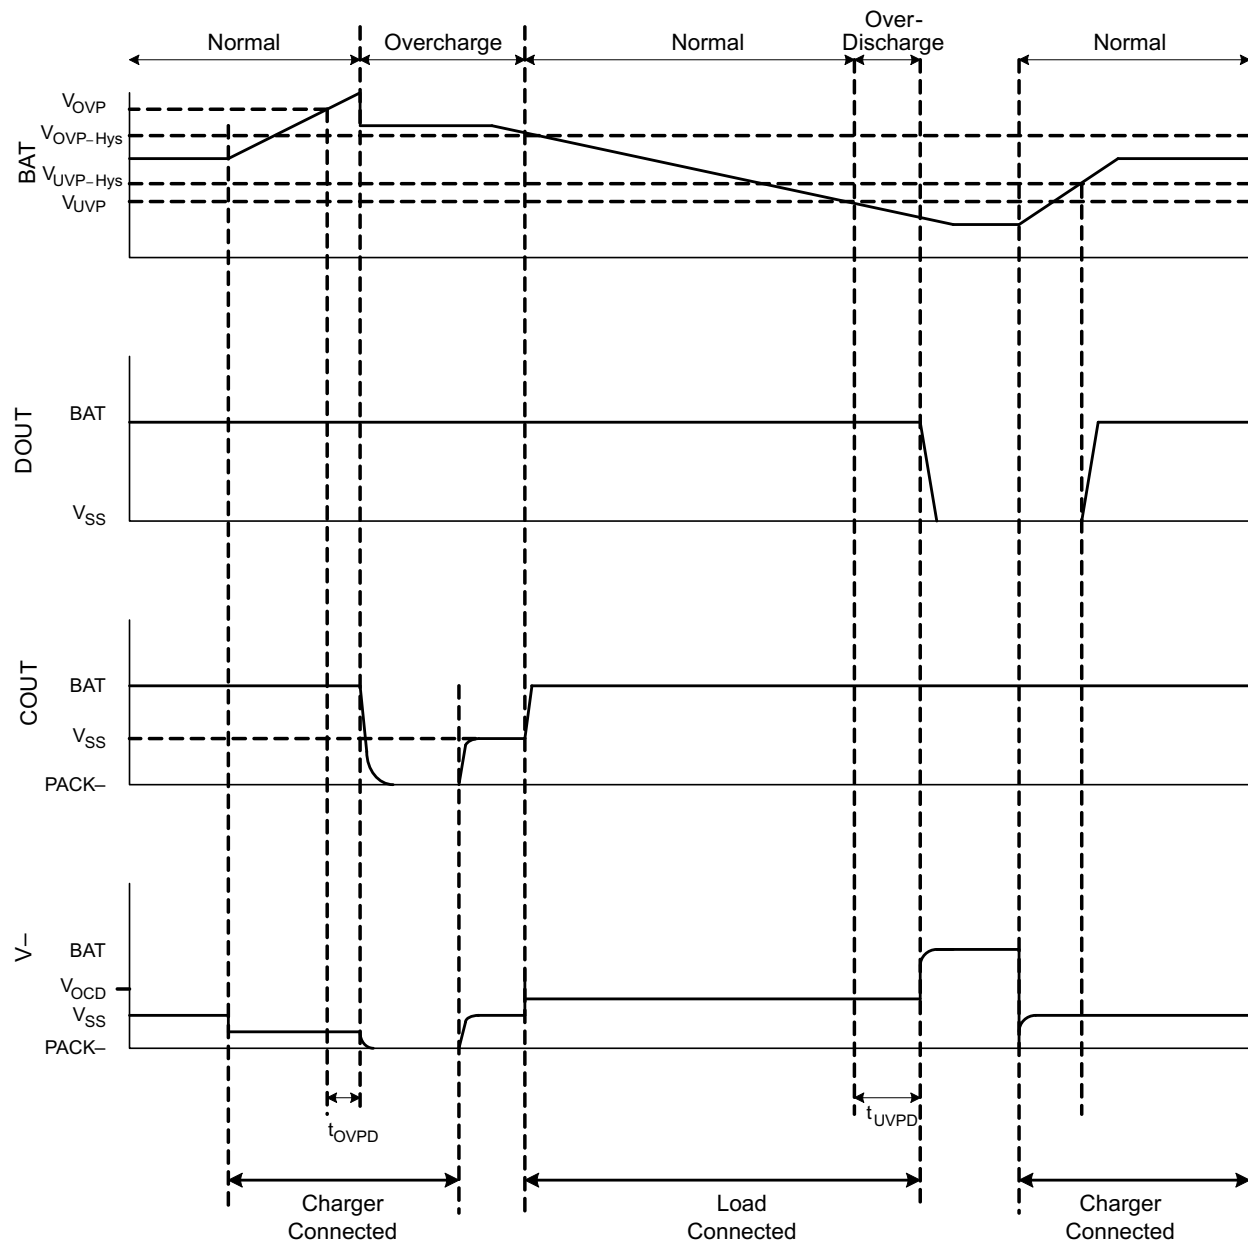 Normal
Overcharge
Normal
Over-
Discharge
Normal
BAT
VOVP
VOVP–Hys
VUVP–Hys
VUVP
DOUT
BAT
VSS
COUT
BAT
VSS
PACK–
V–
BAT
VOCD
VSS
PACK–
tOVPD
tUVPD
Charger
Connected
Load
Connected
Charger
Connected